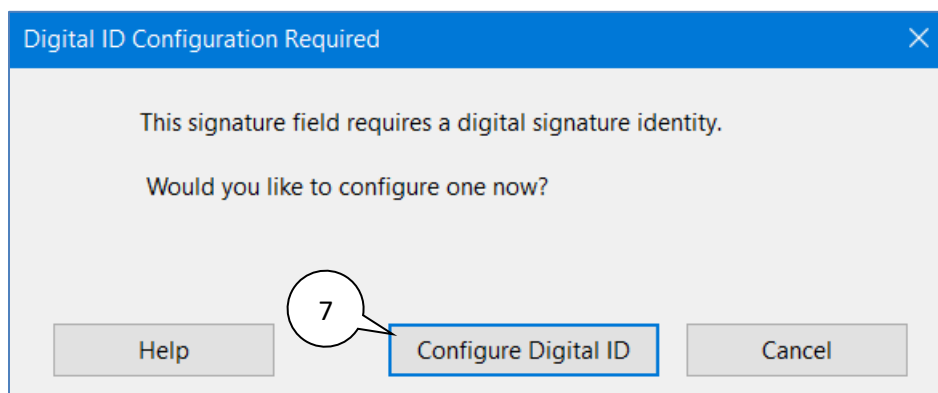 Digital ID Configuration Required
This signature field requires a digital signature identity.
Would you like to configure one now?
7
Help
Configure Digital ID
Cancel